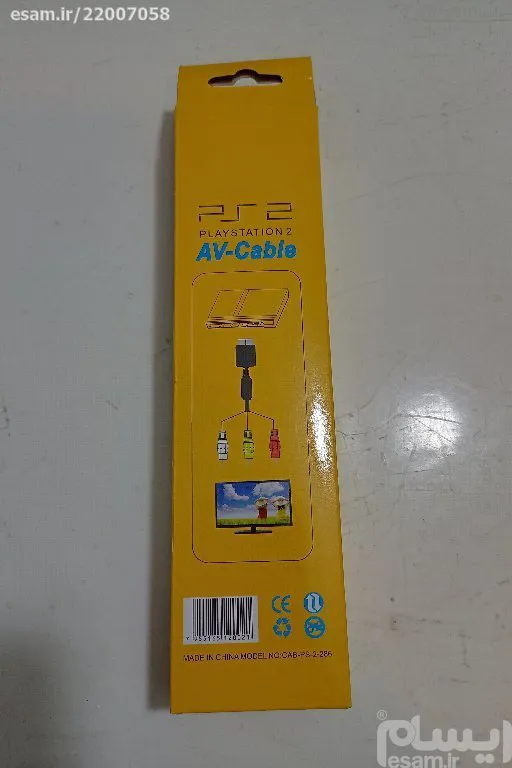 esam.ir/22007058
PS2
PLAYSTATION 2
AV-Cable
CE
MADE IN CHINA MODEL NO:CAB-PS-2-286
ایسام
esam.ir